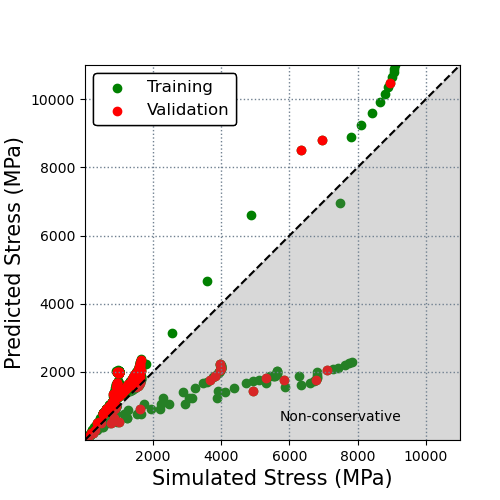 Training
Validation
10000
8000
6000
4000
2000
Predicted Stress (MPa)
Non-conservative
2000 4000 6000 8000 10000
Simulated Stress (MPa)